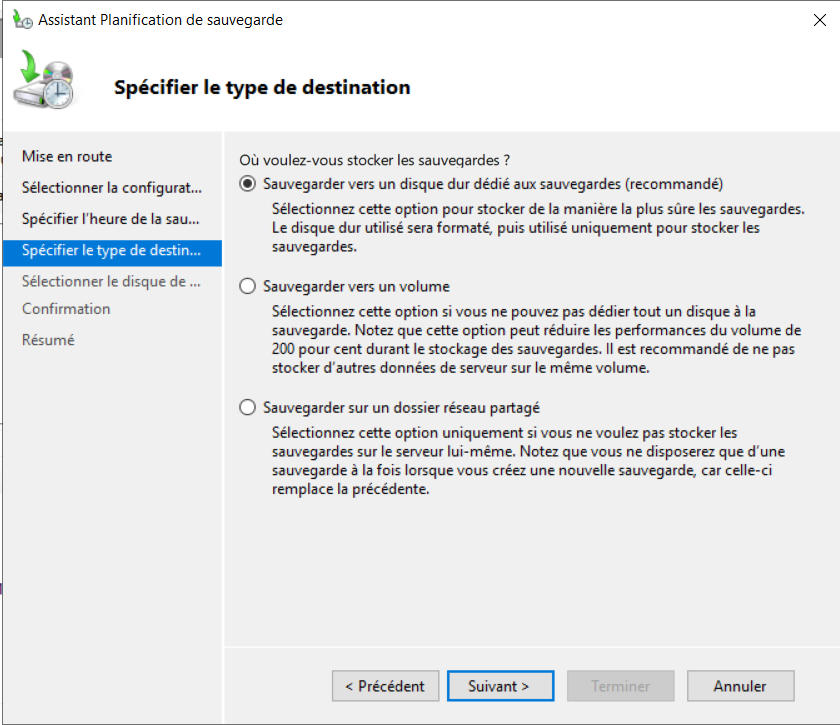 Assistant Planification de sauvegarde
Spécifier le type de destination
Mise en route
Sélectionner la configurat...
Spécifier l'heure de la sau...
Spécifier le type de destin...
Sélectionner le disque de ...
Confirmation
Résumé
Où voulez-vous stocker les sauvegardes ?
Sauvegarder vers un disque dur dédié aux sauvegardes (recommandé)
Sélectionnez cette option pour stocker de la manière la plus sûre les sauvegardes.
Le disque dur utilisé sera formaté, puis utilisé uniquement pour stocker les
sauvegardes.
Sauvegarder vers un volume
Sélectionnez cette option si vous ne pouvez pas dédier tout un disque à la
sauvegarde. Notez que cette option peut réduire les performances du volume de
200 pour cent durant le stockage des sauvegardes. Il est recommandé de ne pas
stocker d'autres données de serveur sur le même volume.
Sauvegarder sur un dossier réseau partagé
Sélectionnez cette option uniquement si vous ne voulez pas stocker les
sauvegardes sur le serveur lui-même. Notez que vous ne disposerez que d'une
sauvegarde à la fois lorsque vous créez une nouvelle sauvegarde, car celle-ci
remplace la précédente.
< Précédent
Suivant >
Terminer
Annuler